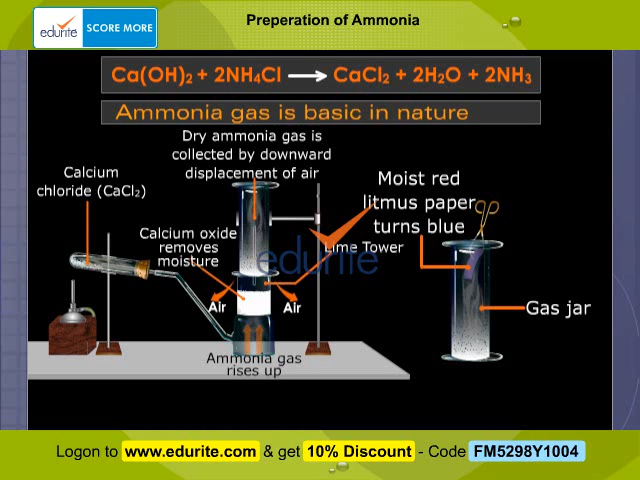 Preperation of Ammonia
edurite
SCORE MORE
Ca(OH)₂ + 2NH₄Cl ⟶ CaCl₂ + 2H₂O + 2NH₃
Ammonia gas is basic in nature
Dry ammonia gas is
collected by downward
displacement of air
Calcium
chloride (CaCl₂)
Moist red
litmus paper
turns blue
Calcium oxide
removes
moisture
Lime Tower
edurite
Air
Air
Gas jar
Ammonia gas
rises up
Logon to www.edurite.com & get 10% Discount - Code FM5298Y1004